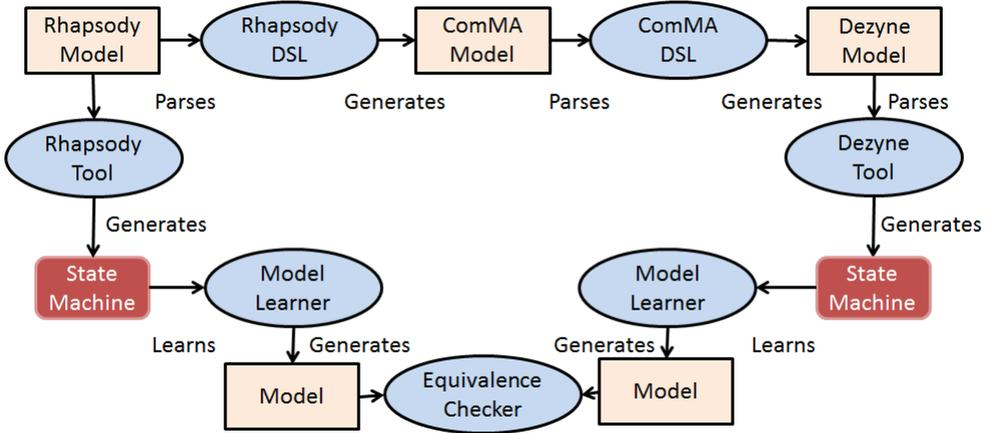 Rhapsody
Model
Rhapsody
DSL
ComMA
Model
ComMA
DSL
Dezyne
Model
Parses
Generates
Parses
Generates
Parses
Rhapsody
Tool
Dezyne
Tool
Generates
Generates
State
Machine
Model
Learner
Model
Learner
State
Machine
Learns
Generates
Generates
Learns
Model
Equivalence
Checker
Model